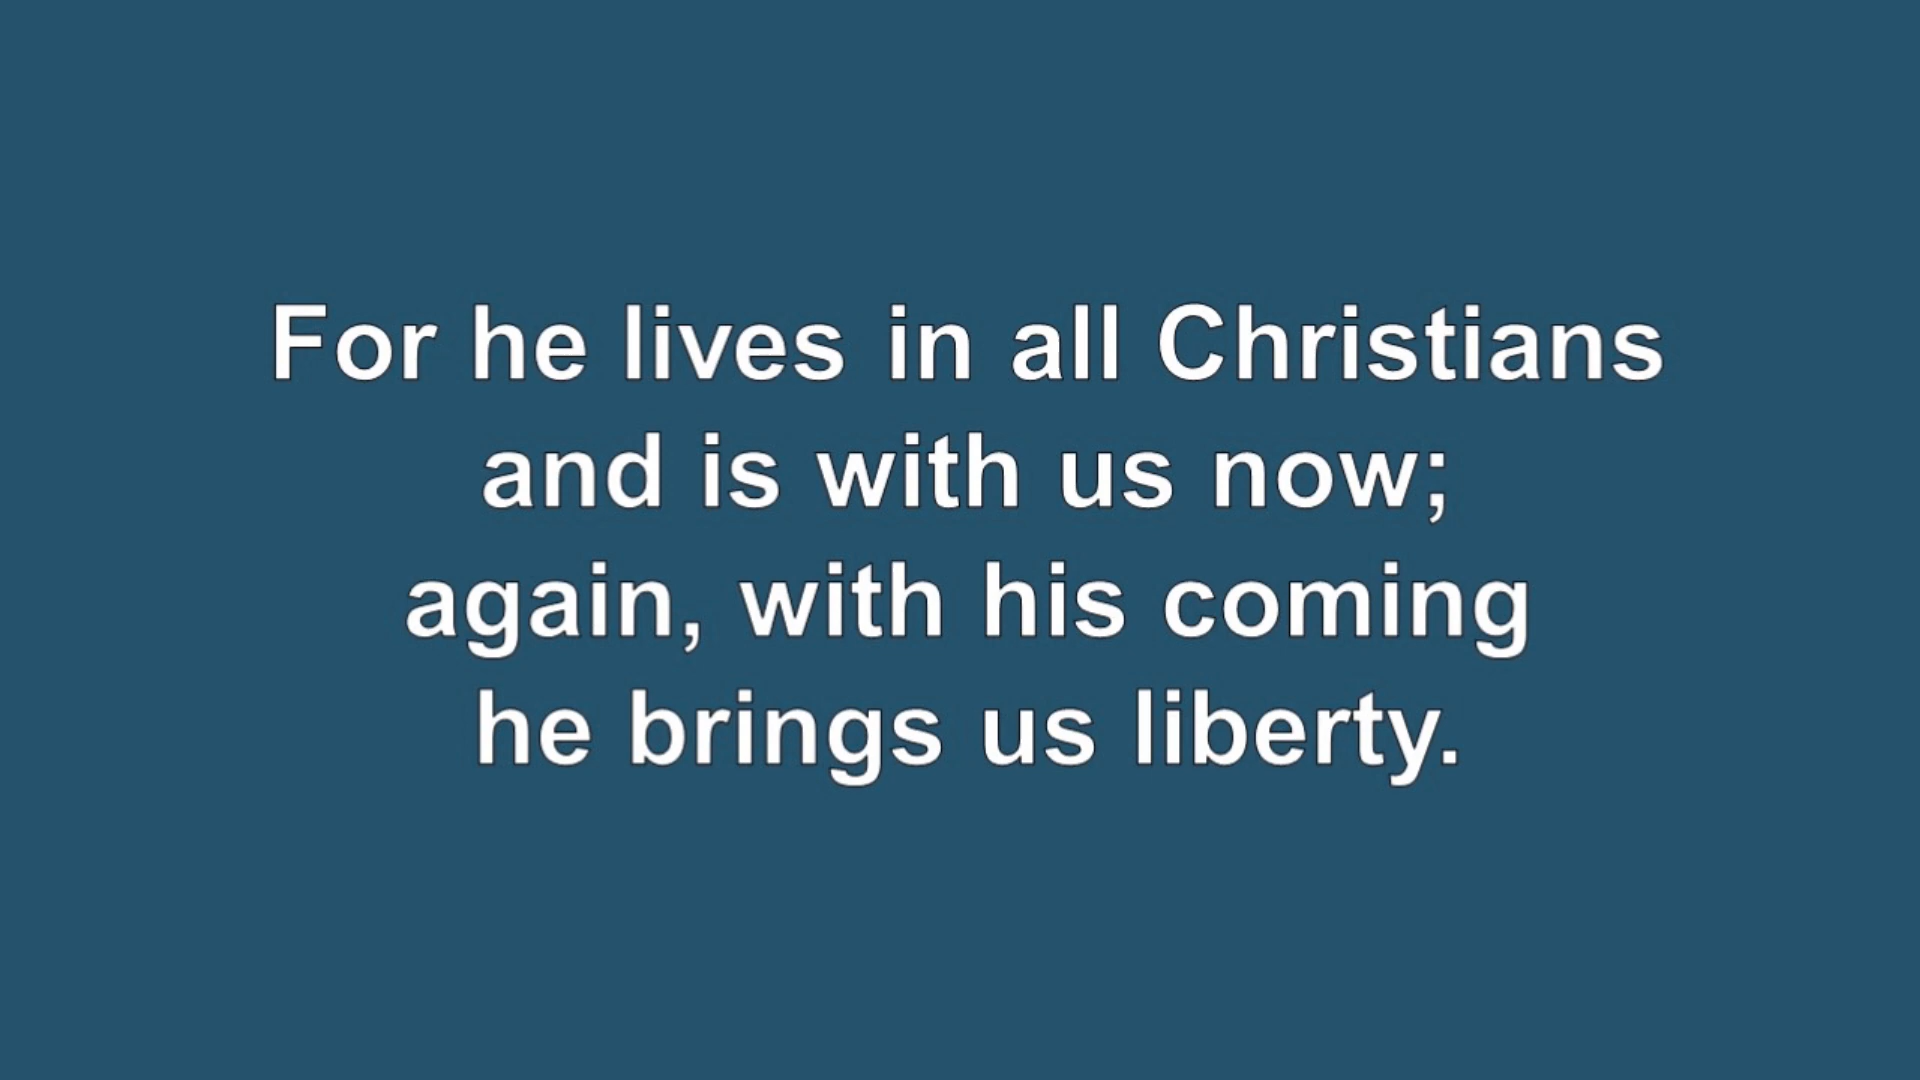 For he lives in all Christians
and is with us now;
again, with his coming
he brings us liberty.